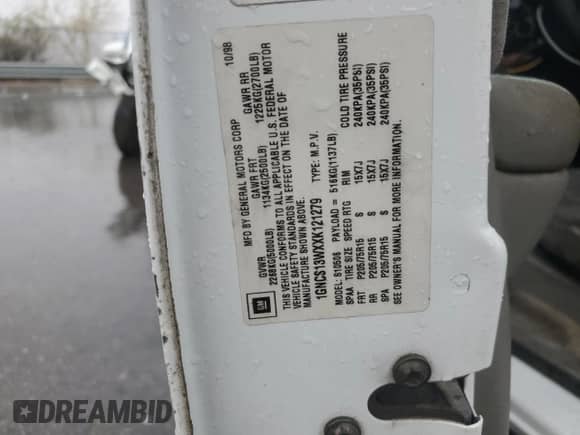 MFD BY GENERAL MOTORS CORP 10/98
GVWR GAWR FRT GAWR RR
2268KG(5000LB) 1134KG(2500LB) 1225KG(2700LB)
THIS VEHICLE CONFORMS TO ALL APPLICABLE U.S. FEDERAL MOTOR
VEHICLE SAFETY STANDARDS IN EFFECT ON THE DATE OF
MANUFACTURE SHOWN ABOVE.
1GNCS13WXXK121279 TYPE: M.P.V.
MODEL: S10506 PAYLOAD = 516KG(1137LB)
SPAA TIRE SIZE SPEED RTG RIM COLD TIRE PRESSURE
FRT P205/75R15 S 15X7J 240KPA(35PSI)
RR P205/75R15 S 15X7J 240KPA(35PSI)
SPA P205/75R15 S 15X7J 240KPA(35PSI)
SEE OWNER'S MANUAL FOR MORE INFORMATION.
GM
DREAMBID